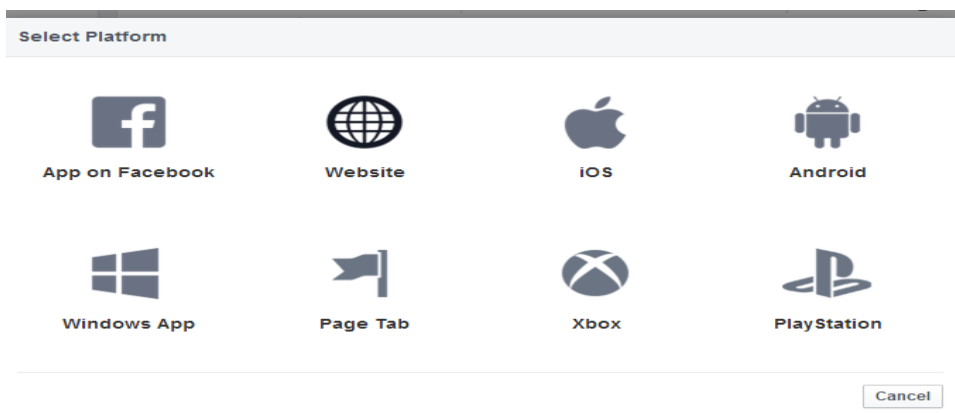 Select Platform
App on Facebook
Website
iOS
Android
Windows App
Page Tab
Xbox
PlayStation
Cancel